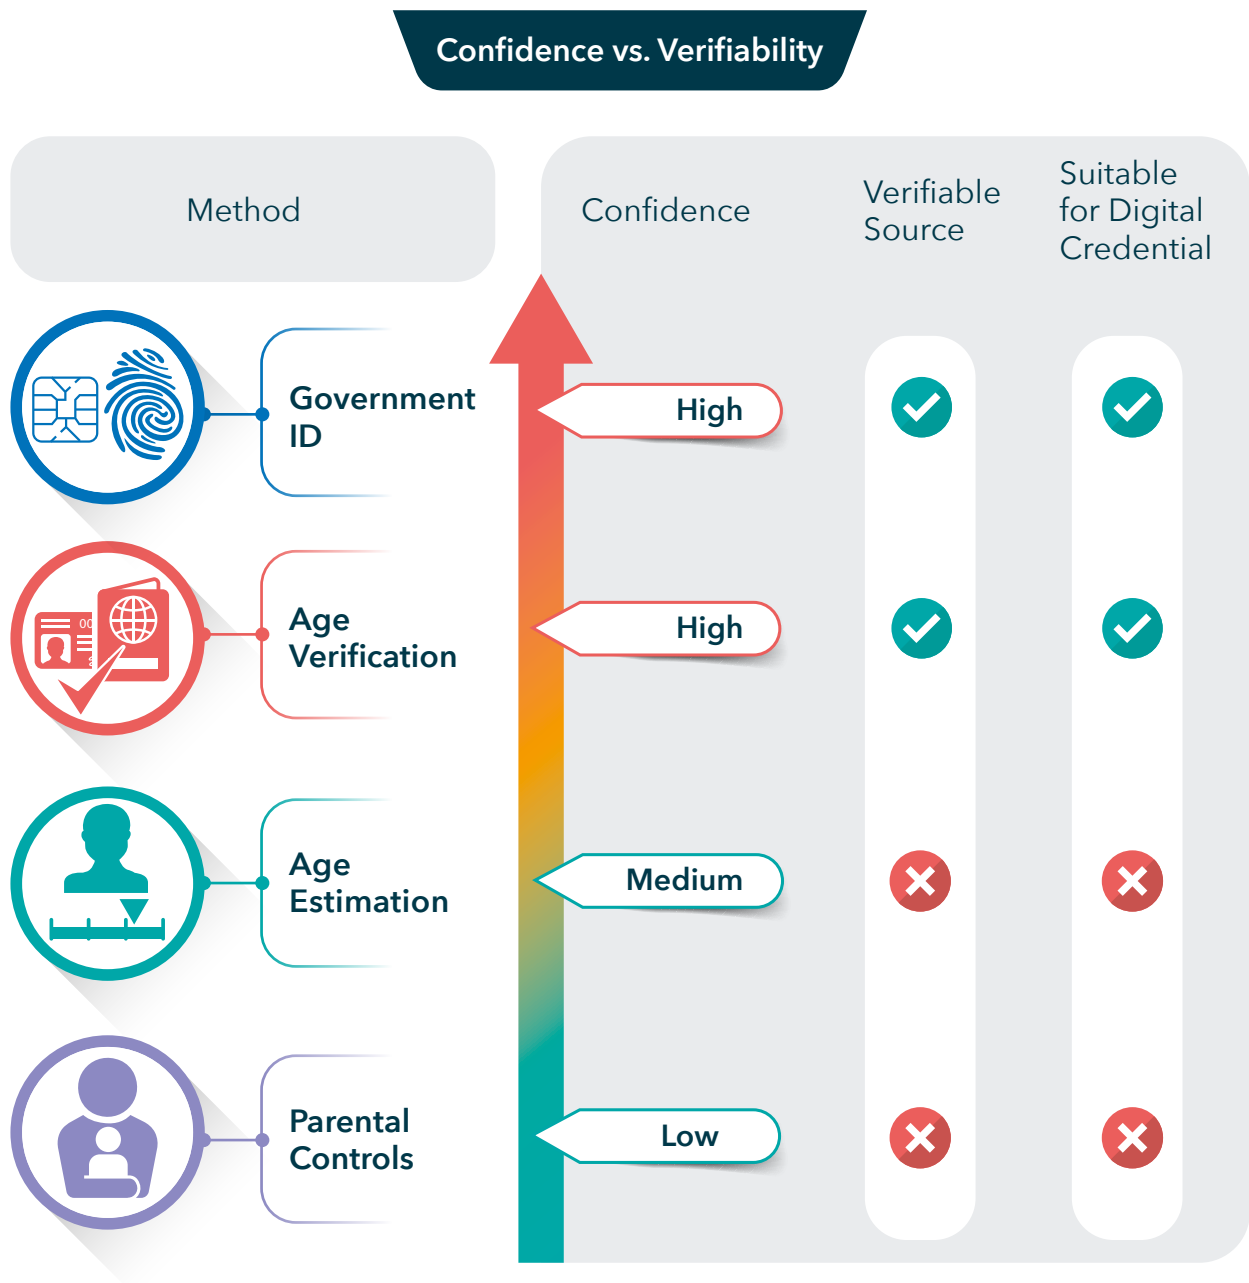 Confidence vs. Verifiability
Method
Confidence
Verifiable
Source
Suitable
for Digital
Credential
Government
ID
High
Age
Verification
High
Age
Estimation
Medium
Parental
Controls
Low